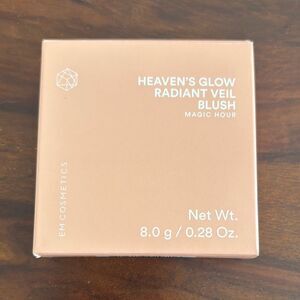 HEAVEN'S GLOW
RADIANT VEIL
BLUSH
MAGIC HOUR
EM COSMETICS
Net Wt.
8.0 g / 0.28 Oz.